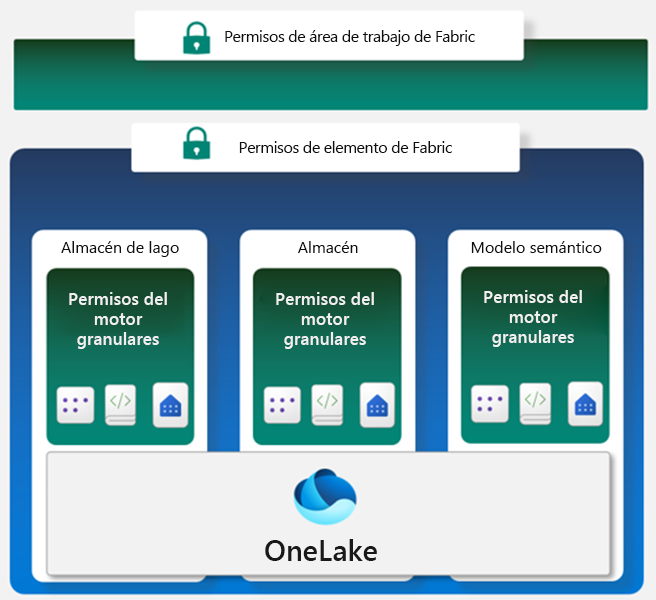 Permisos de área de trabajo de Fabric
Permisos de elemento de Fabric
Almacén de lago
Permisos del
motor
granulares
Almacén
Permisos del
motor
granulares
Modelo semántico
Permisos del
motor
granulares
OneLake